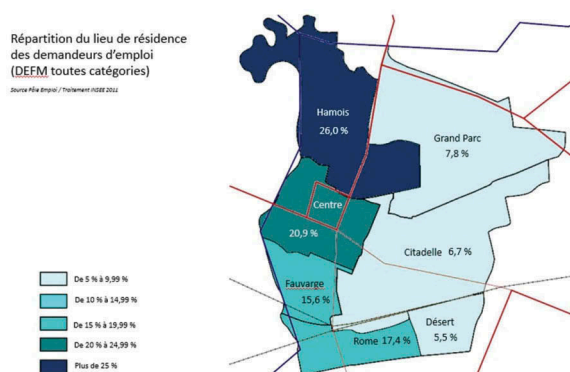 Répartition du lieu de résidence
des demandeurs d'emploi
(DEFM toutes catégories)
Source Pôle Emploi / Traitement INSEE 2011
Hamois
26,0 %
Grand Parc
7,8 %
Centre
20,9 %
Citadelle 6,7 %
Fauvarge
15,6 %
Désert
5,5 %
Rome 17,4 %
De 5 % à 9,99 %
De 10 % à 14,99 %
De 15 % à 19,99 %
De 20 % à 24,99 %
Plus de 25 %